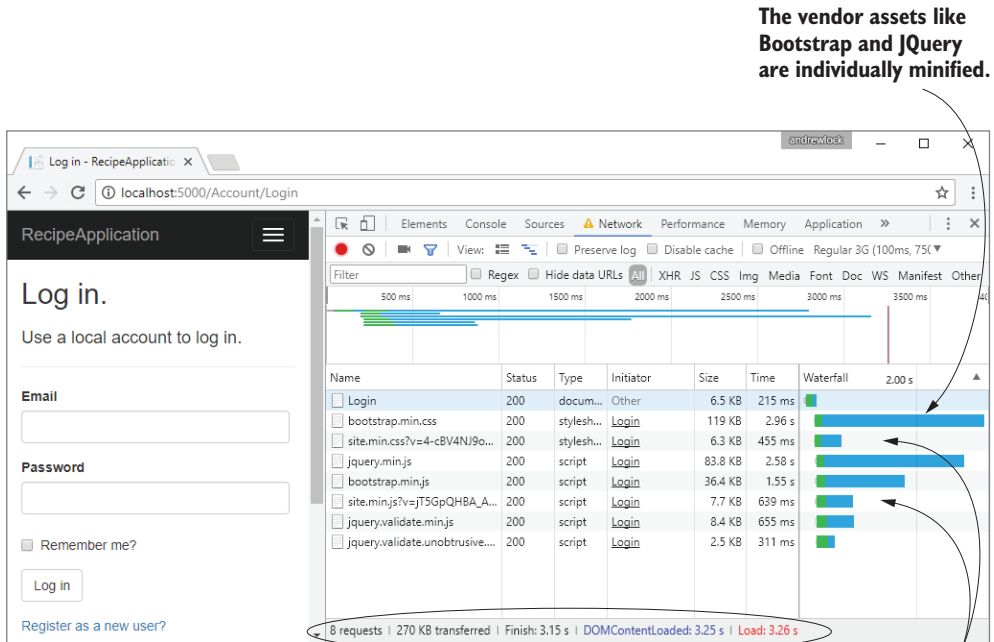 The vendor assets like
Bootstrap and JQuery
are individually minified.
andrewlock
Log in - RecipeApplicatic
localhost:5000/Account/Login
RecipeApplication
Log in.
Use a local account to log in.
Email
Password
Remember me?
Log in
Register as a new user?
Elements Console Sources Network Performance Memory Application »
View: Preserve log Disable cache Offline Regular 3G (100ms, 75(
Filter Regex Hide data URLs All XHR JS CSS Img Media Font Doc WS Manifest Other
500 ms 1000 ms 1500 ms 2000 ms 2500 ms 3000 ms 3500 ms 40
Name Status Type Initiator Size Time Waterfall 2.00 s
Login 200 docum... Other 6.5 KB 215 ms
bootstrap.min.css 200 stylesh... Login 119 KB 2.96 s
site.min.css?v=4-cBV4NJ9o... 200 stylesh... Login 6.3 KB 455 ms
jquery.min.js 200 script Login 83.8 KB 2.58 s
bootstrap.min.js 200 script Login 36.4 KB 1.55 s
site.min.js?v=jT5GpQHBA_A... 200 script Login 7.7 KB 639 ms
jquery.validate.min.js 200 script Login 8.4 KB 655 ms
jquery.validate.unobtrusive.... 200 script Login 2.5 KB 311 ms
8 requests | 270 KB transferred | Finish: 3.15 s | DOMContentLoaded: 3.25 s | Load: 3.26 s